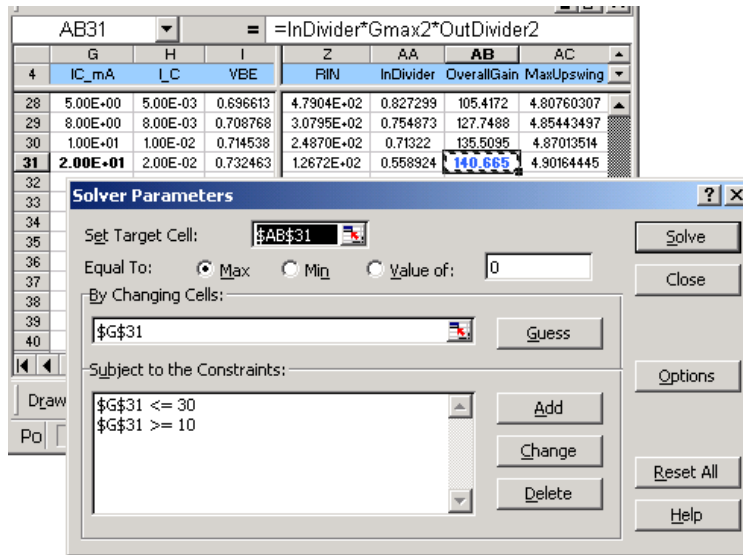 AB31 = =InDivider*Gmax2*OutDivider2
G H I Z AA AB AC
4 IC_mA I_C VBE RIN InDivider OverallGain MaxUpswing
28 5.00E+00 5.00E-03 0.696613 4.7904E+02 0.827299 105.4172 4.80760307
29 8.00E+00 8.00E-03 0.708768 3.0795E+02 0.754873 127.7488 4.85443497
30 1.00E+01 1.00E-02 0.714538 2.4870E+02 0.71322 135.5095 4.87013514
31 2.00E+01 2.00E-02 0.732463 1.2672E+02 0.558924 140.665 4.90164445
32
33
34
35
36
37
38
39
40
Draw
Po
Solver Parameters
Set Target Cell: $AB$31 Solve
Equal To: Max Min Value of: 0 Close
By Changing Cells:
$G$31 Guess
Subject to the Constraints: Options
$G$31 <= 30 Add
$G$31 >= 10
Change
Reset All
Delete
Help